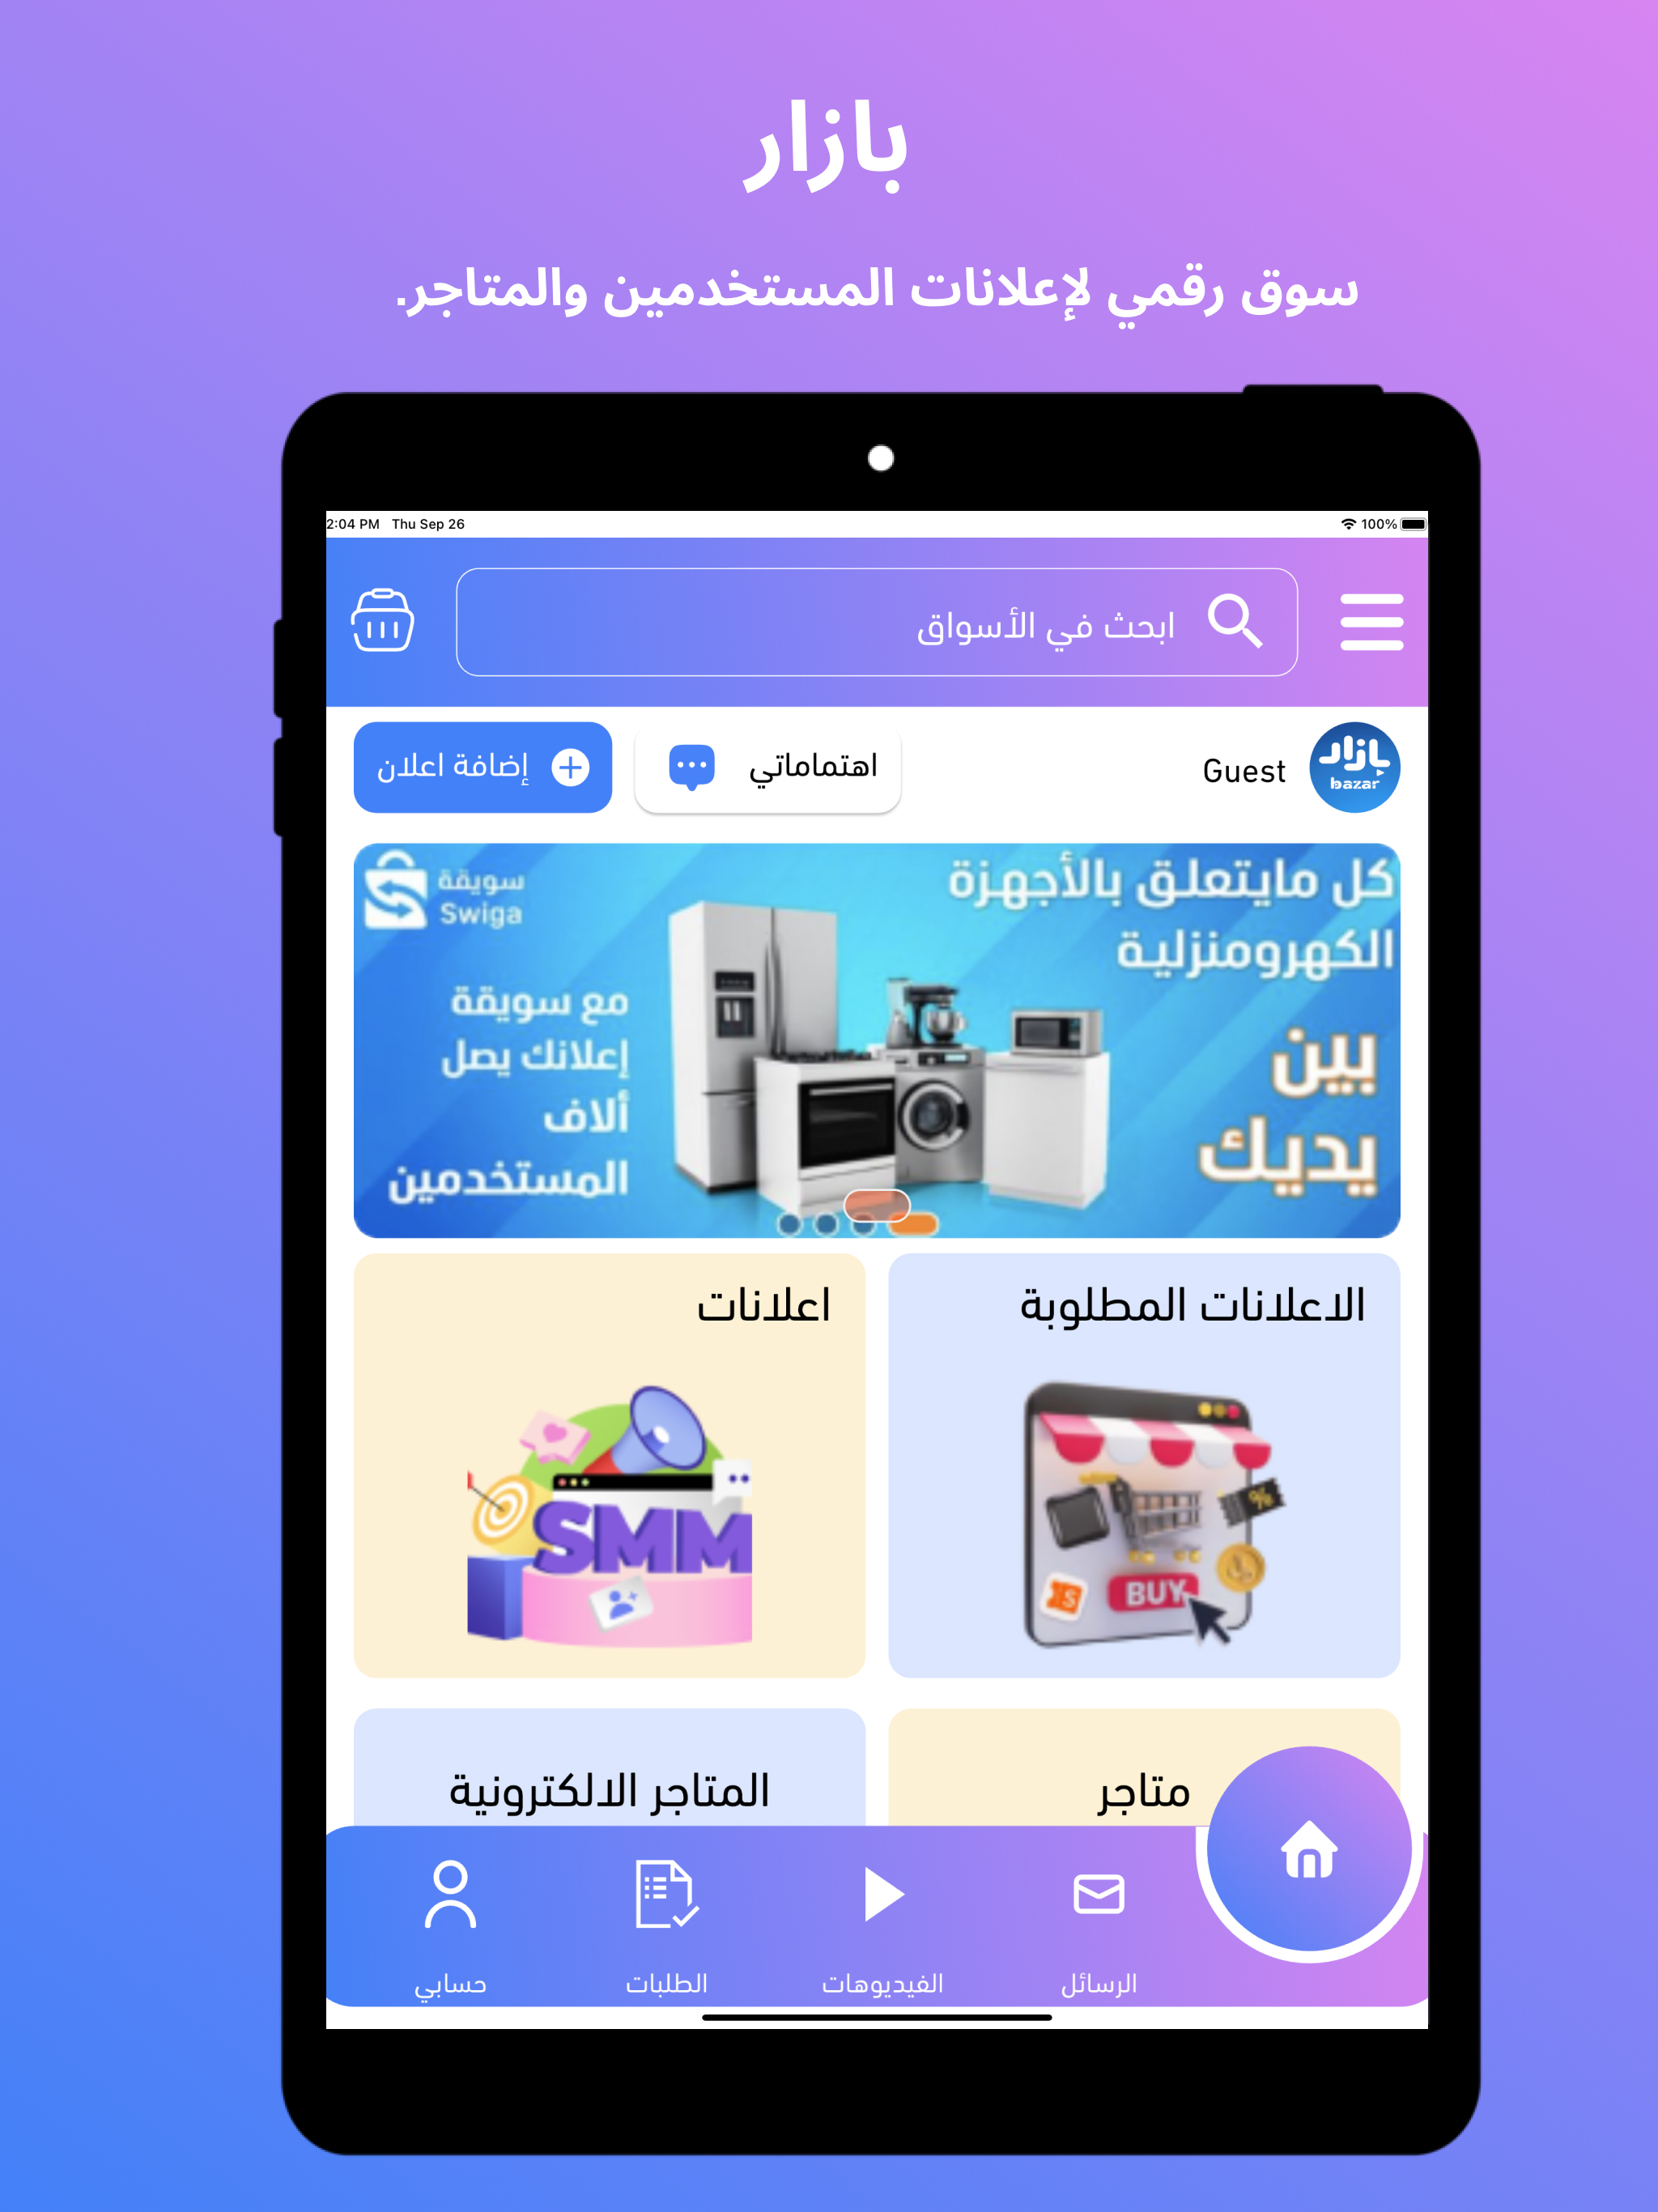 بازار
سوق رقمي لإعلانات المستخدمين والمتاجر.
2:04 PM Thu Sep 26
100%
ابحث في الأسواق
بازار
bazar
Guest
اهتماماتي
إضافة اعلان
كل مايتعلق بالأجهزة
الكهرومنزلية
بين
يديك
سويقة
Swiga
مع سويقة
إعلانك يصل
ألاف
المستخدمين
الاعلانات المطلوبة
اعلانات
%
BUY
S
SMM
متاجر
المتاجر الالكترونية
الرسائل
الفيديوهات
الطلبات
حسابي